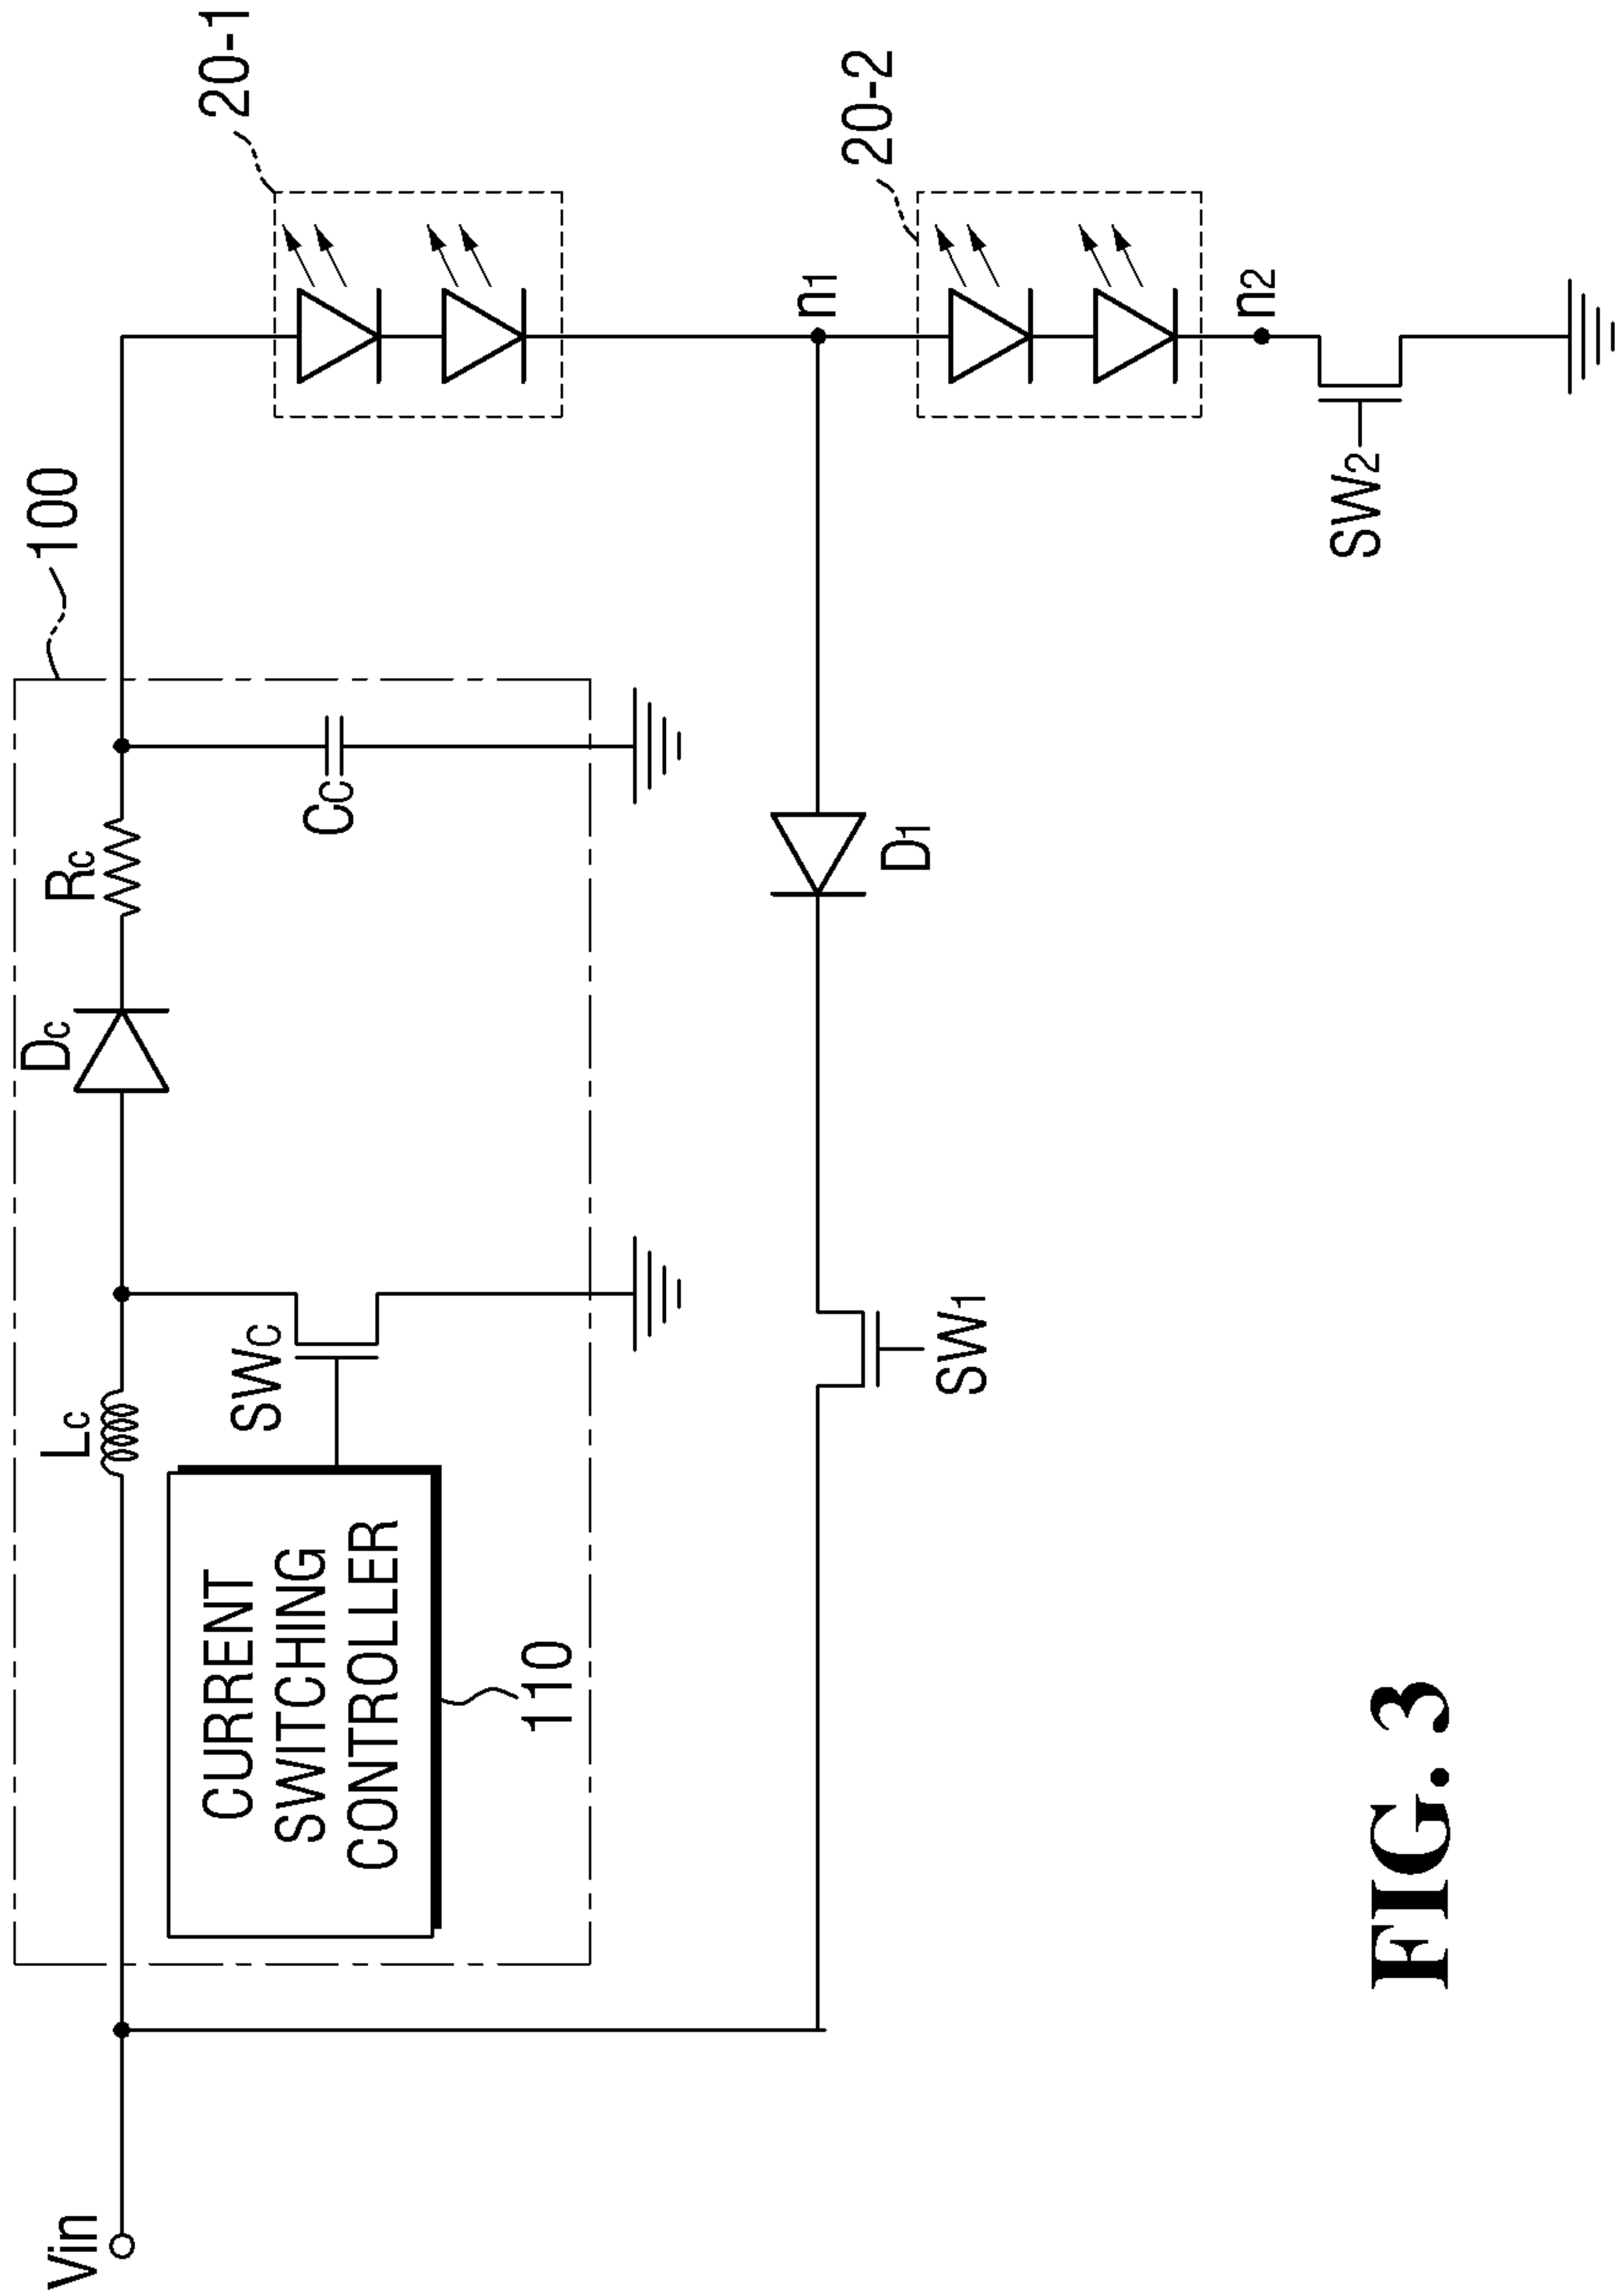 Vin
Lc
Dc
Rc
100
CURRENT
SWITCHING
CONTROLLER
110
SWC
CC
20-1
SW1
D1
n1
20-2
n2
SW2
FIG. 3